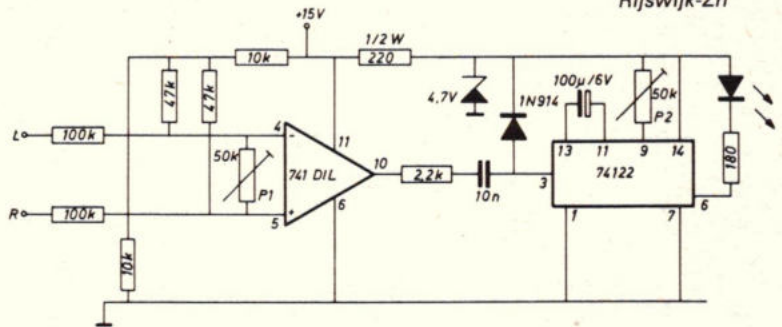 Rijswijk-Zh
+15V
1/2 W
10k
220
47k
47k
4,7V
1N914
100µ/6V
50k
P2
L
100k
4
-
11
50k
P1
741 DIL
10
2,2k
10n
3
13
11
9
14
74122
180
6
R
100k
+
5
6
1
7
10k